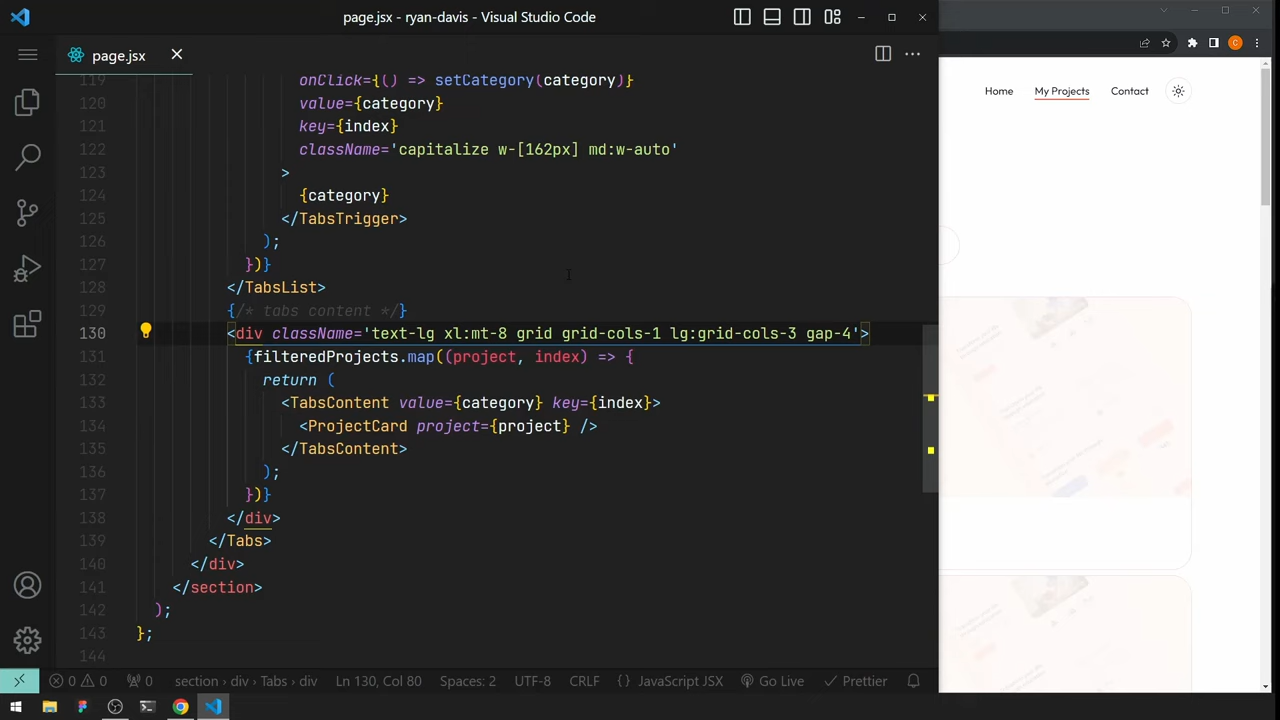 page.jsx - ryan-davis - Visual Studio Code
page.jsx
119 onClick={() => setCategory(category)}
120 value={category}
121 key={index}
122 className='capitalize w-[162px] md:w-auto'
123 >
124 {category}
125 </TabsTrigger>
126 );
127 })}
128 </TabsList>
129 {/* tabs content */}
130 <div className='text-lg xl:mt-8 grid grid-cols-1 lg:grid-cols-3 gap-4'>
131 {filteredProjects.map((project, index) => {
132 return (
133 <TabsContent value={category} key={index}>
134 <ProjectCard project={project} />
135 </TabsContent>
136 );
137 })}
138 </div>
139 </Tabs>
140 </div>
141 </section>
142 );
143 };
144
C
Home My Projects Contact
0 0 0 section › div › Tabs › div Ln 130, Col 80 Spaces: 2 UTF-8 CRLF {} JavaScript JSX Go Live Prettier